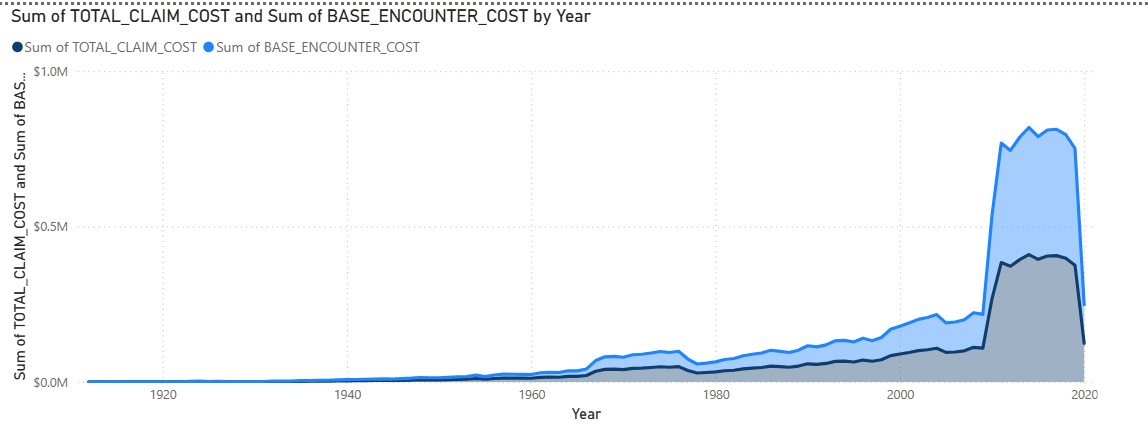 Sum of TOTAL_CLAIM_COST and Sum of BASE_ENCOUNTER_COST by Year
Sum of TOTAL_CLAIM_COST Sum of BASE_ENCOUNTER_COST
Sum of TOTAL_CLAIM_COST and Sum of BAS...
$1.0M
$0.5M
$0.0M
1920 1940 1960 1980 2000 2020
Year